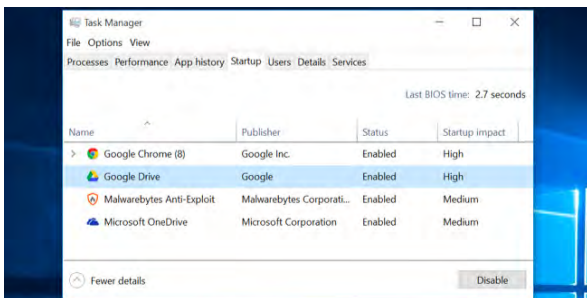 Task Manager
File Options View
Processes Performance App history Startup Users Details Services
Last BIOS time: 2.7 seconds
Name Publisher Status Startup impact
Google Chrome (8) Google Inc. Enabled High
Google Drive Google Enabled High
Malwarebytes Anti-Exploit Malwarebytes Corporati... Enabled Medium
Microsoft OneDrive Microsoft Corporation Enabled Medium
Fewer details Disable